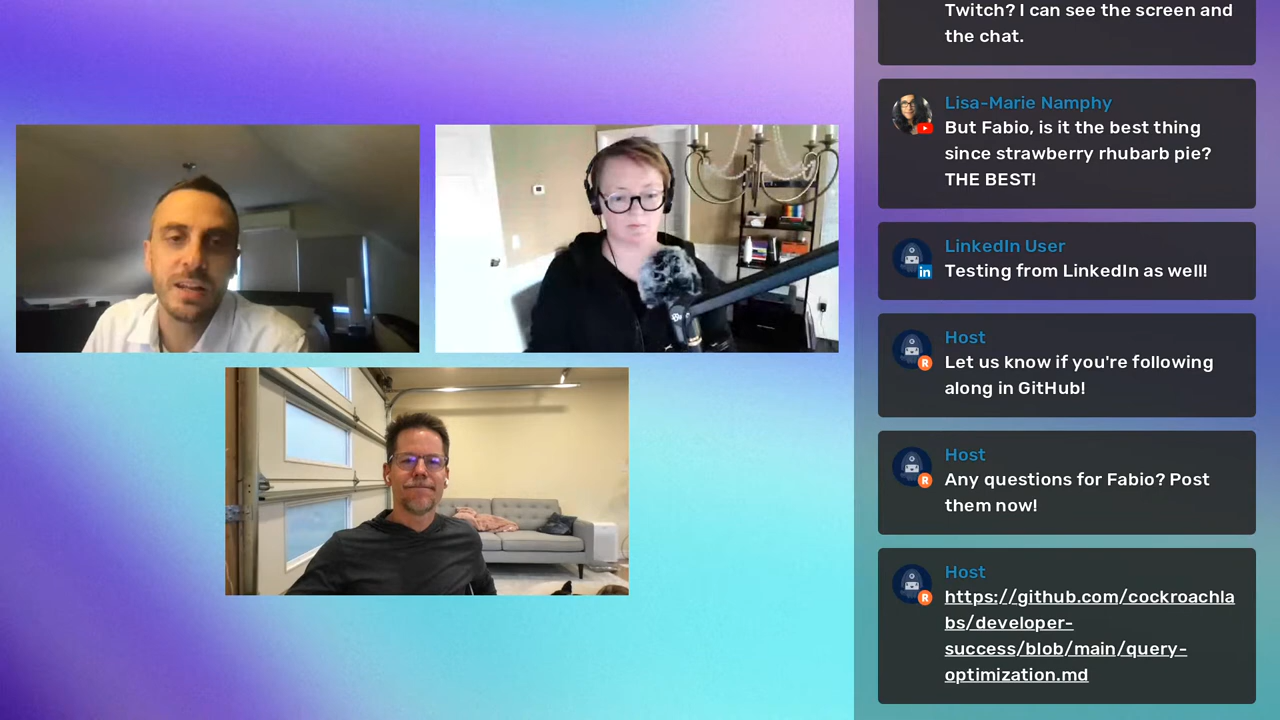 Twitch? I can see the screen and
the chat.
Lisa-Marie Namphy
But Fabio, is it the best thing
since strawberry rhubarb pie?
THE BEST!
LinkedIn User
in
Testing from LinkedIn as well!
Host
R
Let us know if you're following
along in GitHub!
Host
R
Any questions for Fabio? Post
them now!
Host
R
https://github.com/cockroachla
bs/developer-
success/blob/main/query-
optimization.md